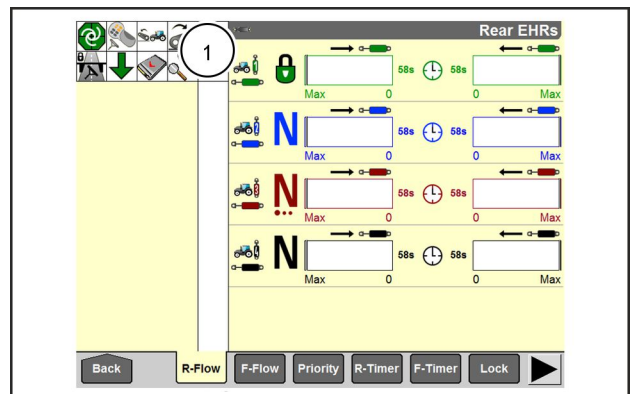 Rear EHRs
1
58s 58s
Max 0 0 Max
N
58s 58s
Max 0 0 Max
N
58s 58s
Max 0 0 Max
N
58s 58s
Max 0 0 Max
Back R-Flow F-Flow Priority R-Timer F-Timer Lock